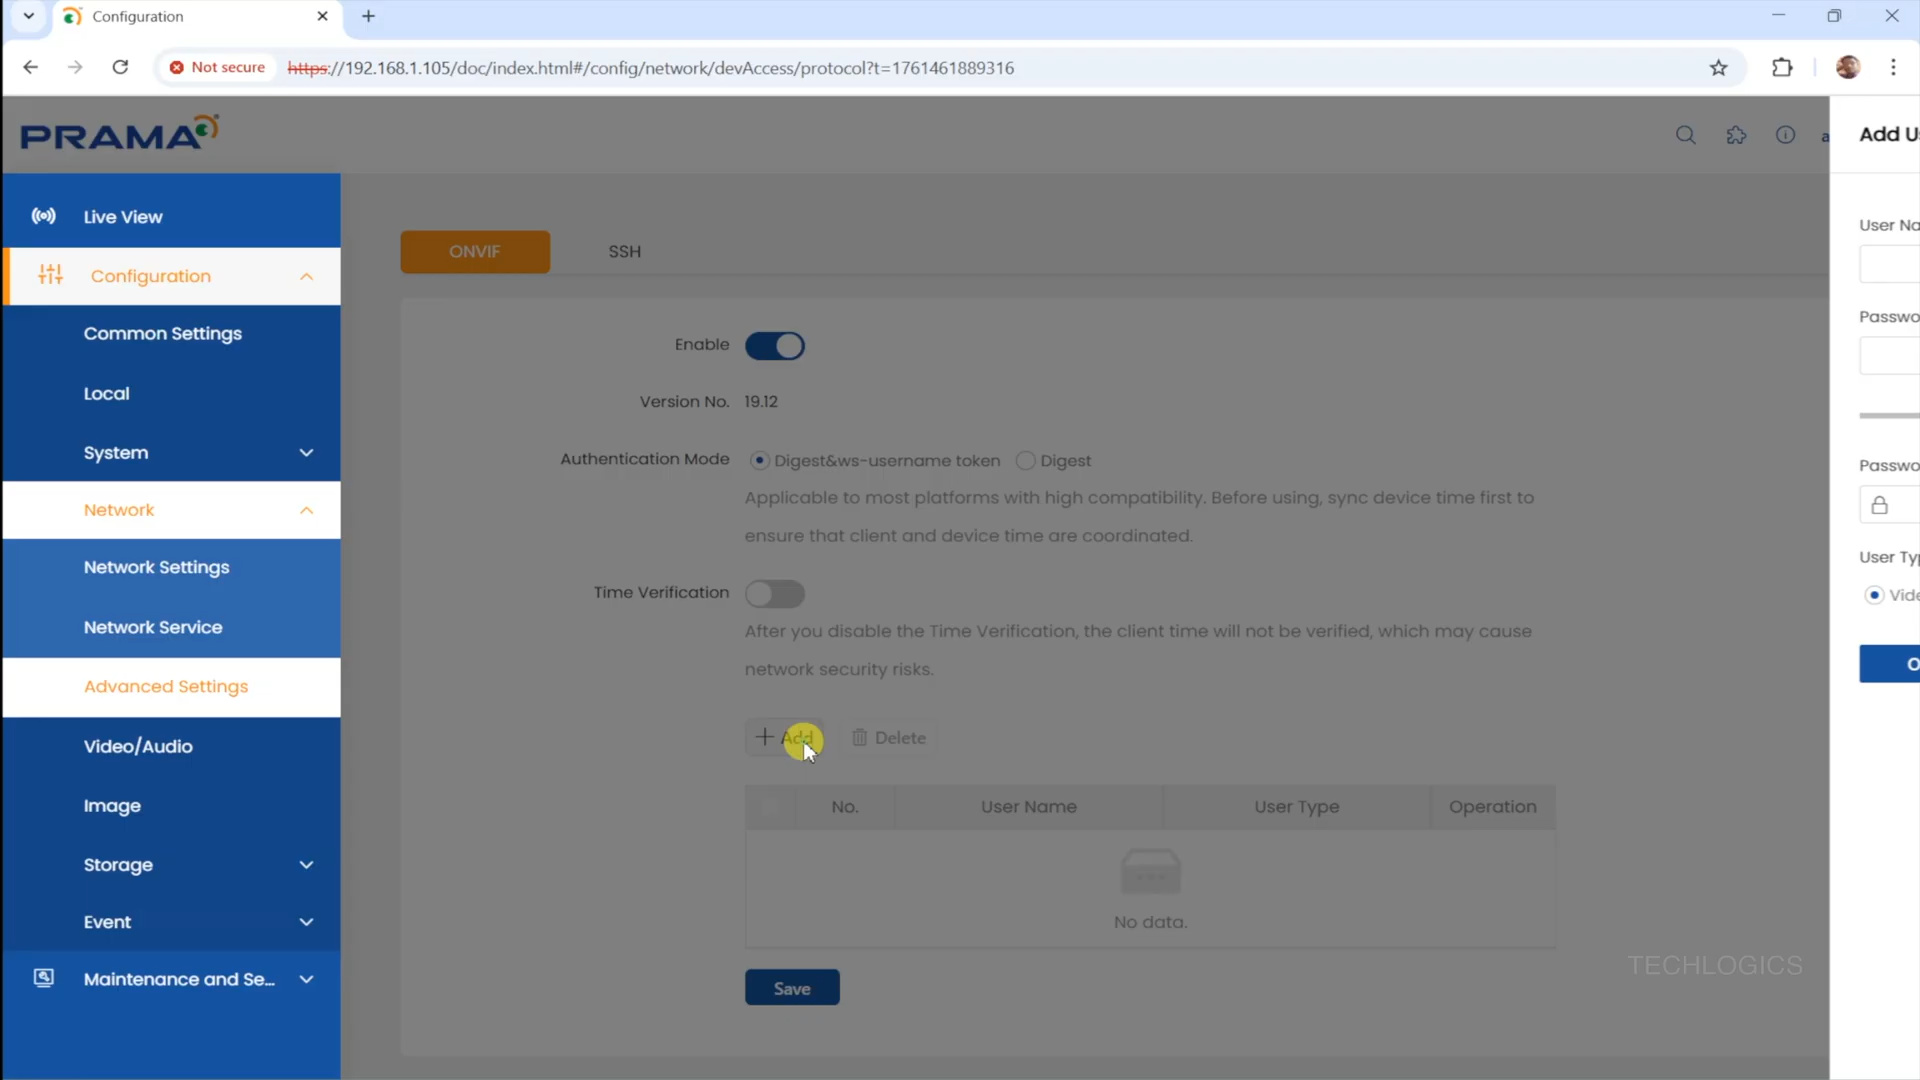 Configuration
Not secure
https://192.168.1.105/doc/index.html#/config/network/devAccess/protocol?t=1761461889316
PRAMA
Add U
Live View
ONVIF
SSH
User Na
Configuration
Common Settings
Enable
Passwo
Local
Version No. 19.12
System
Authentication Mode
Digest&ws-username token
Digest
Passwo
Applicable to most platforms with high compatibility. Before using, sync device time first to
ensure that client and device time are coordinated.
Network
Network Settings
User Typ
Time Verification
Vide
Network Service
After you disable the Time Verification, the client time will not be verified, which may cause
network security risks.
O
Advanced Settings
Video/Audio
Add
Delete
Image
No.
User Name
User Type
Operation
Storage
Event
No data.
TECHLOGICS
Maintenance and Se...
Save